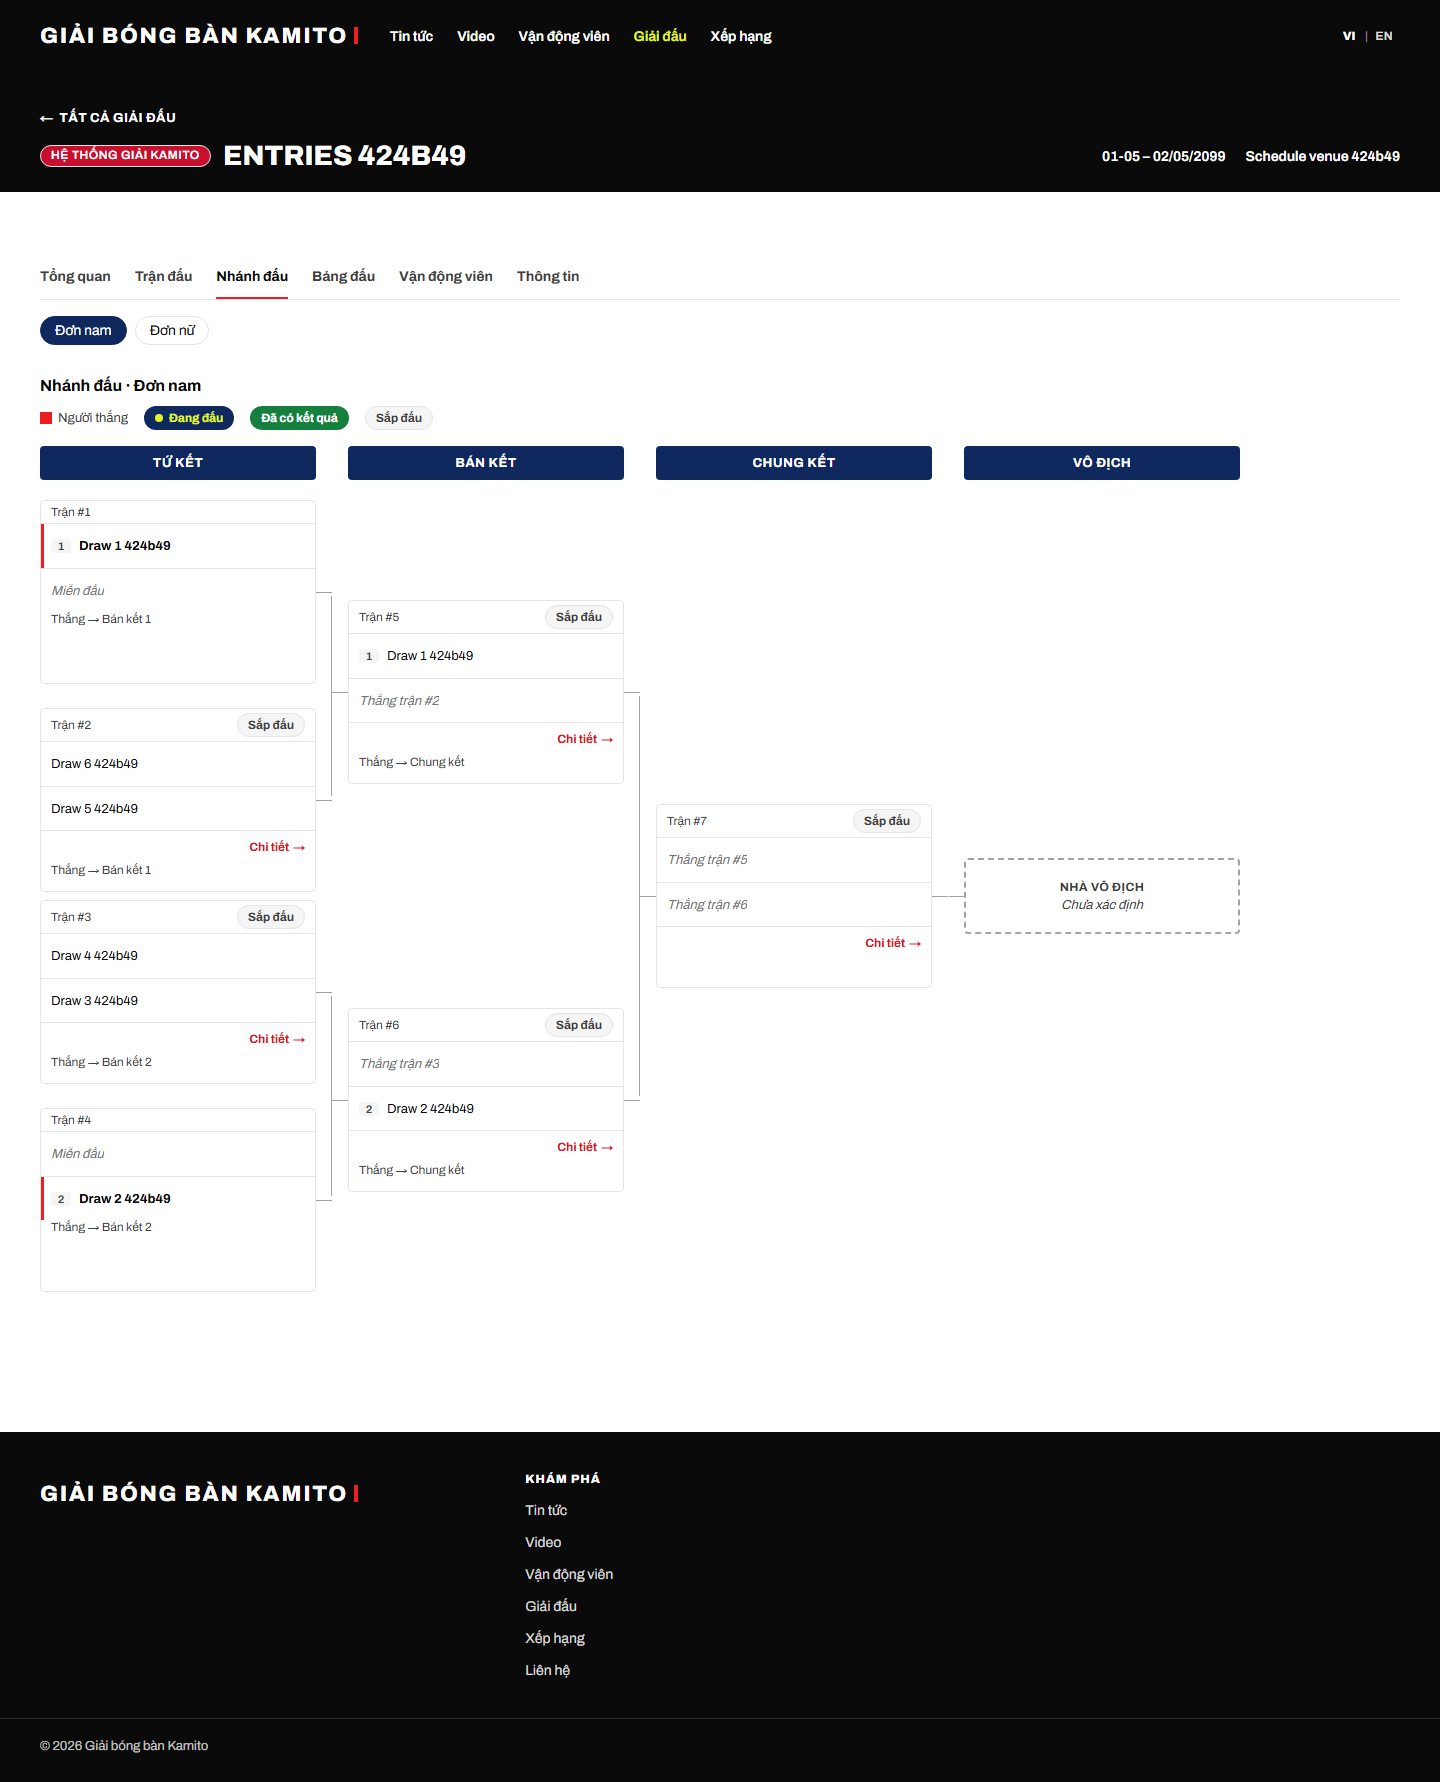 GIẢI BÓNG BÀN KAMITO
Tin tức
Video
Vận động viên
Giải đấu
Xếp hạng
VI | EN
← TẤT CẢ GIẢI ĐẤU
HỆ THỐNG GIẢI KAMITO
ENTRIES 424B49
01-05 – 02/05/2099
Schedule venue 424b49
Tổng quan
Trận đấu
Nhánh đấu
Bảng đấu
Vận động viên
Thông tin
Đơn nam
Đơn nữ
Nhánh đấu · Đơn nam
Người thắng
Đang đấu
Đã có kết quả
Sắp đấu
TỨ KẾT
BÁN KẾT
CHUNG KẾT
VÔ ĐỊCH
Trận #1
1 Draw 1 424b49
Miễn đấu
Thắng → Bán kết 1
Trận #2
Sắp đấu
Draw 6 424b49
Draw 5 424b49
Chi tiết →
Thắng → Bán kết 1
Trận #3
Sắp đấu
Draw 4 424b49
Draw 3 424b49
Chi tiết →
Thắng → Bán kết 2
Trận #4
Miễn đấu
2 Draw 2 424b49
Thắng → Bán kết 2
Trận #5
Sắp đấu
1 Draw 1 424b49
Thắng trận #2
Chi tiết →
Thắng → Chung kết
Trận #6
Sắp đấu
Thắng trận #3
2 Draw 2 424b49
Chi tiết →
Thắng → Chung kết
Trận #7
Sắp đấu
Thắng trận #5
Thắng trận #6
Chi tiết →
NHÀ VÔ ĐỊCH
Chưa xác định
GIẢI BÓNG BÀN KAMITO
KHÁM PHÁ
Tin tức
Video
Vận động viên
Giải đấu
Xếp hạng
Liên hệ
© 2026 Giải bóng bàn Kamito